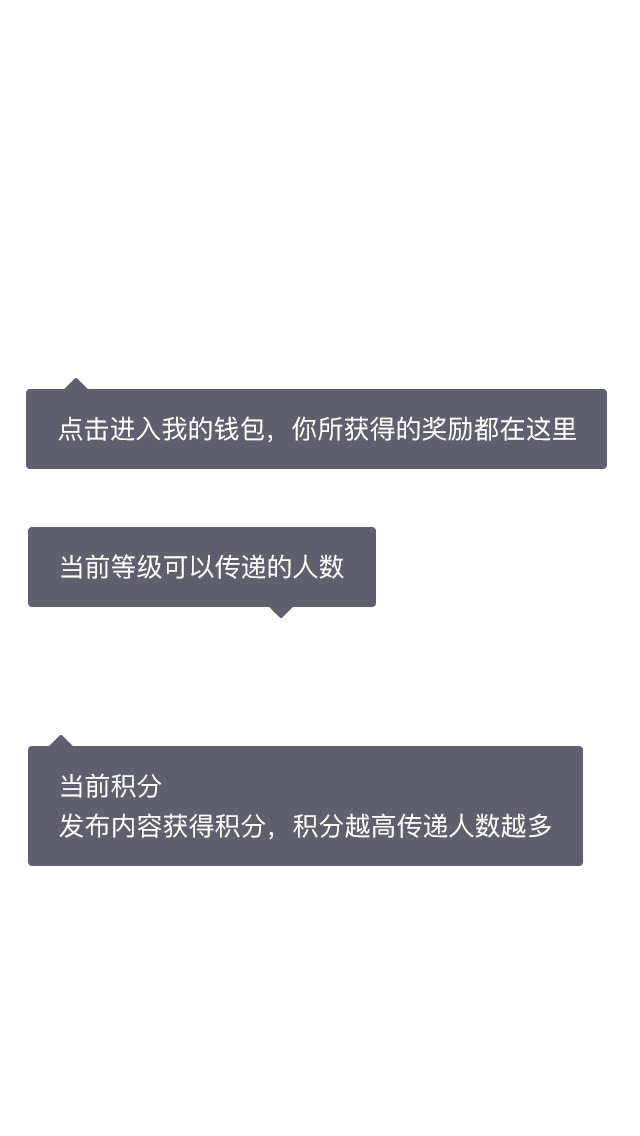 点击进入我的钱包，你所获得的奖励都在这里
当前等级可以传递的人数
当前积分
发布内容获得积分，积分越高传递人数越多